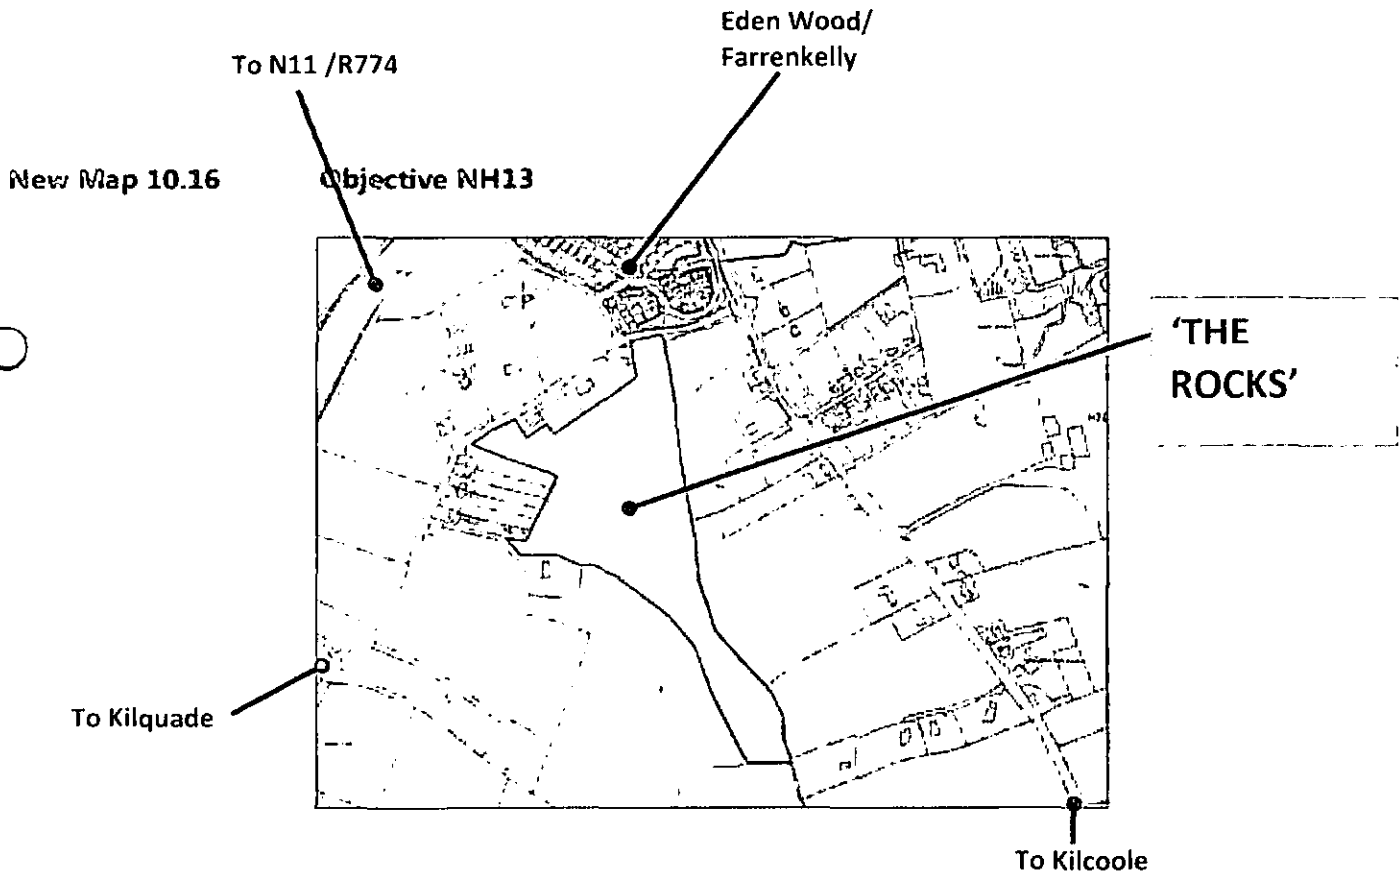 Eden Wood/
Farrenkelly
To N11 /R774
New Map 10.16 Objective NH13
‘THE
ROCKS’
To Kilquade
To Kilcoole